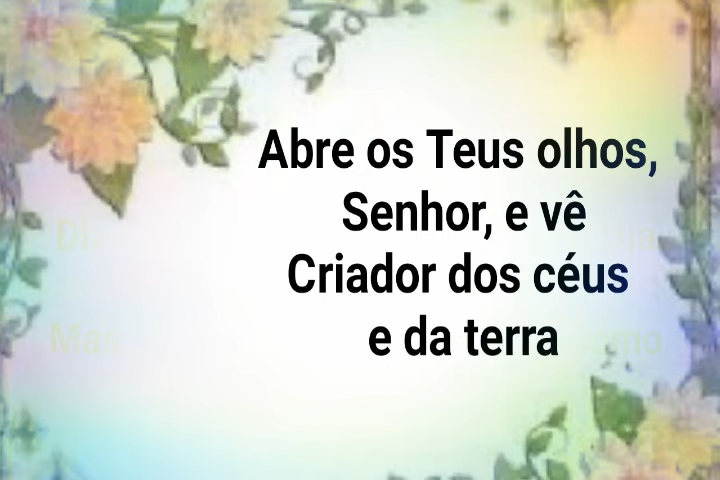 Abre os Teus olhos,
Senhor, e vê
Criador dos céus
e da terra